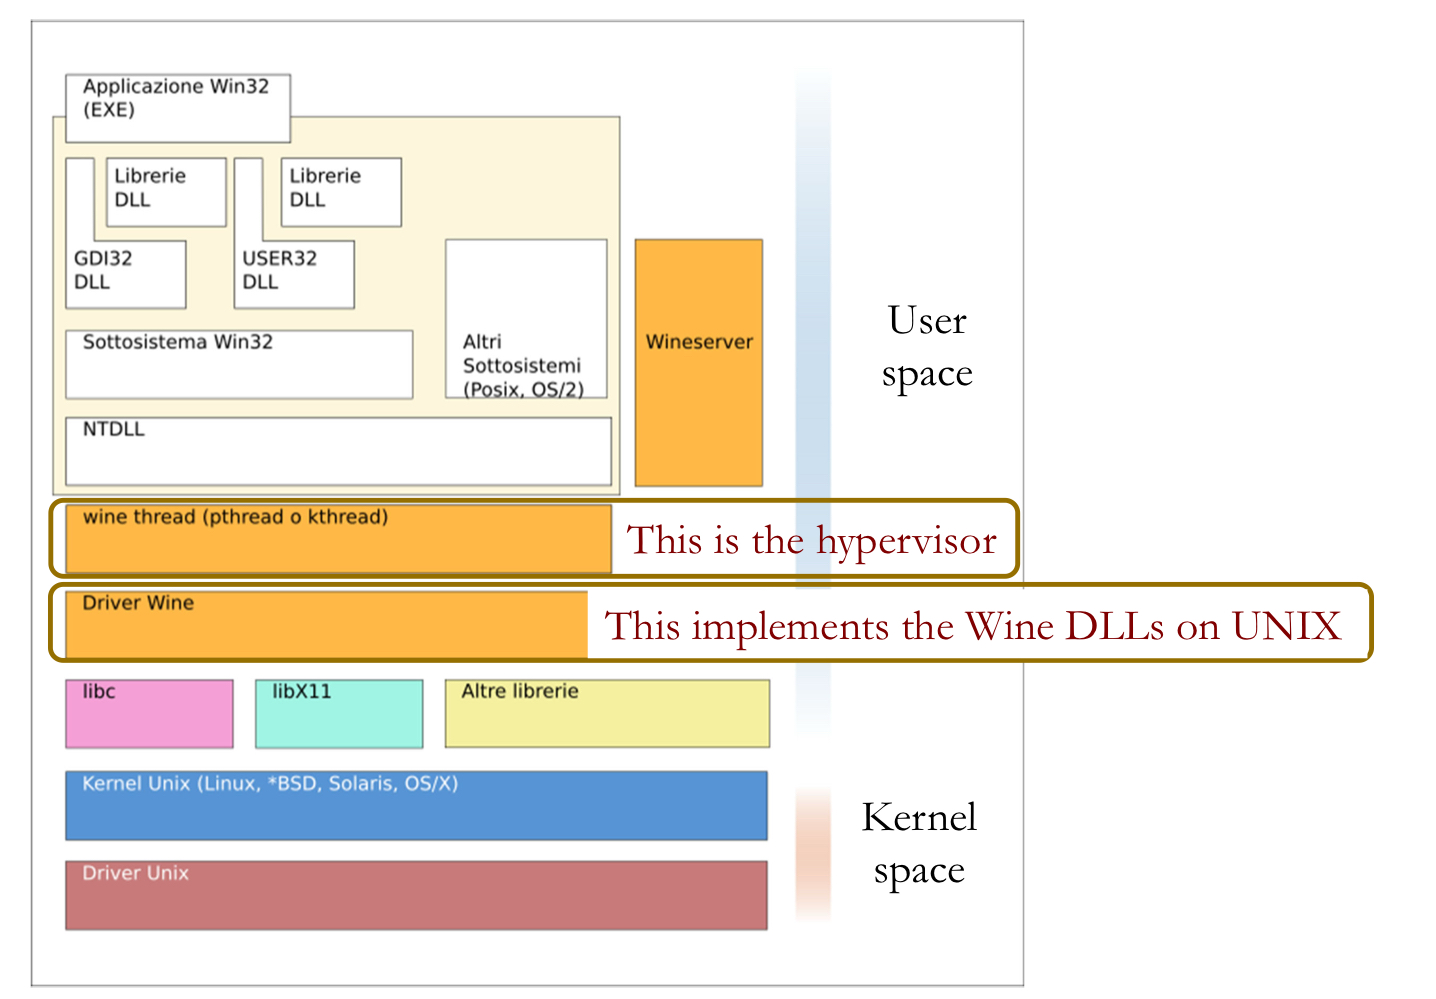 Applicazione Win32
(EXE)
Librerie
DLL
Librerie
DLL
GDI32
DLL
USER32
DLL
Sottosistema Win32
Altri
Sottosistemi
(Posix, OS/2)
Wineserver
User
space
NTDLL
wine thread (pthread o kthread)
This is the hypervisor
Driver Wine
This implements the Wine DLLs on UNIX
libc
libX11
Altre librerie
Kernel Unix (Linux, *BSD, Solaris, OS/X)
Kernel
space
Driver Unix